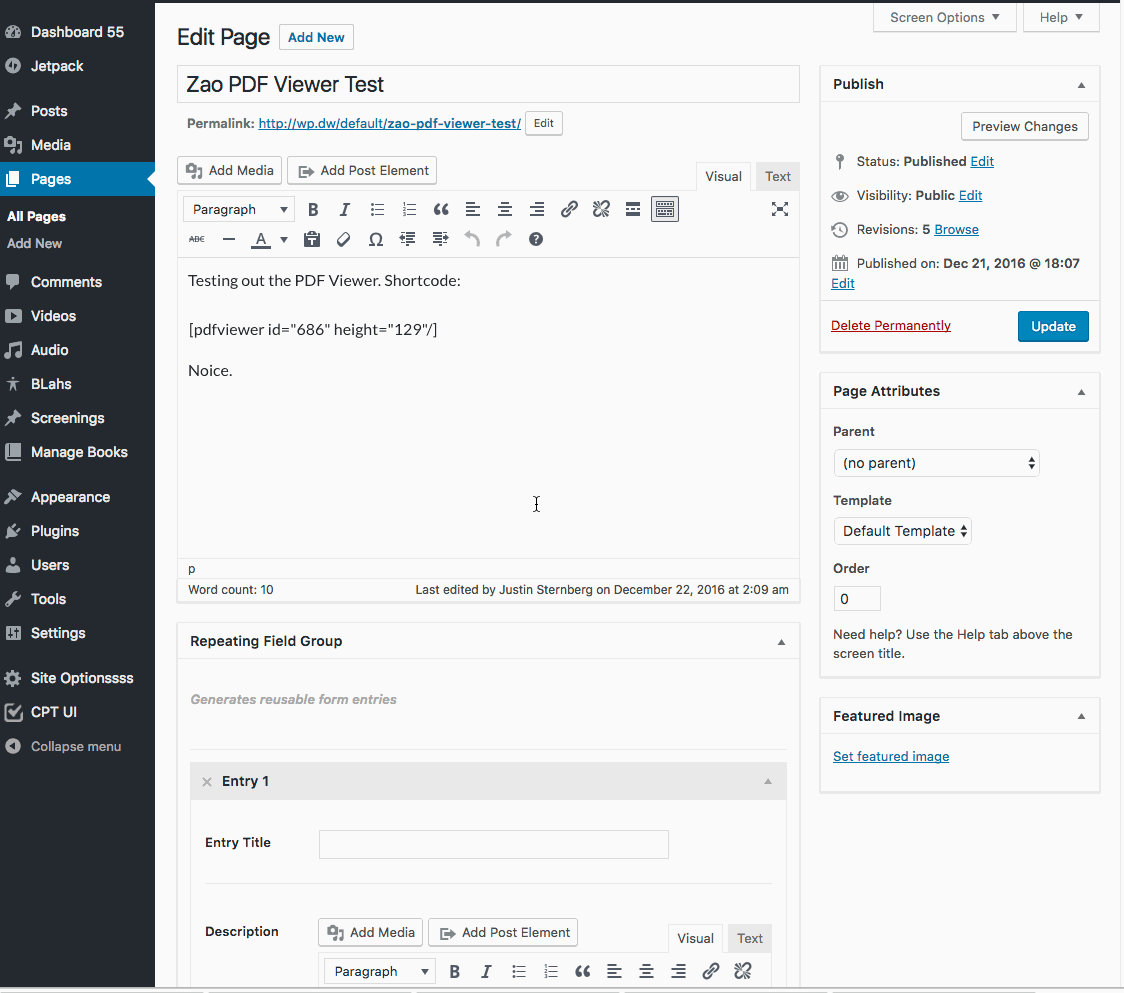 Dashboard 55
Jetpack
Posts
Media
Pages
All Pages
Add New
Comments
Videos
Audio
BLahs
Screenings
Manage Books
Appearance
Plugins
Users
Tools
Settings
Site Optionssss
CPT UI
Collapse menu
Screen Options
Help
Edit Page Add New
Zao PDF Viewer Test
Permalink: http://wp.dw/default/zao-pdf-viewer-test/ Edit
Add Media Add Post Element
Visual Text
Paragraph B I
ABC A Ω ?
Testing out the PDF Viewer. Shortcode:
[pdfviewer id="686" height="129"/]
Noice.
p
Word count: 10 Last edited by Justin Sternberg on December 22, 2016 at 2:09 am
Repeating Field Group
Generates reusable form entries
Entry 1
Entry Title
Description Add Media Add Post Element
Visual Text
Paragraph B I
Publish
Preview Changes
Status: Published Edit
Visibility: Public Edit
Revisions: 5 Browse
Published on: Dec 21, 2016 @ 18:07
Edit
Delete Permanently Update
Page Attributes
Parent
(no parent)
Template
Default Template
Order
0
Need help? Use the Help tab above the
screen title.
Featured Image
Set featured image